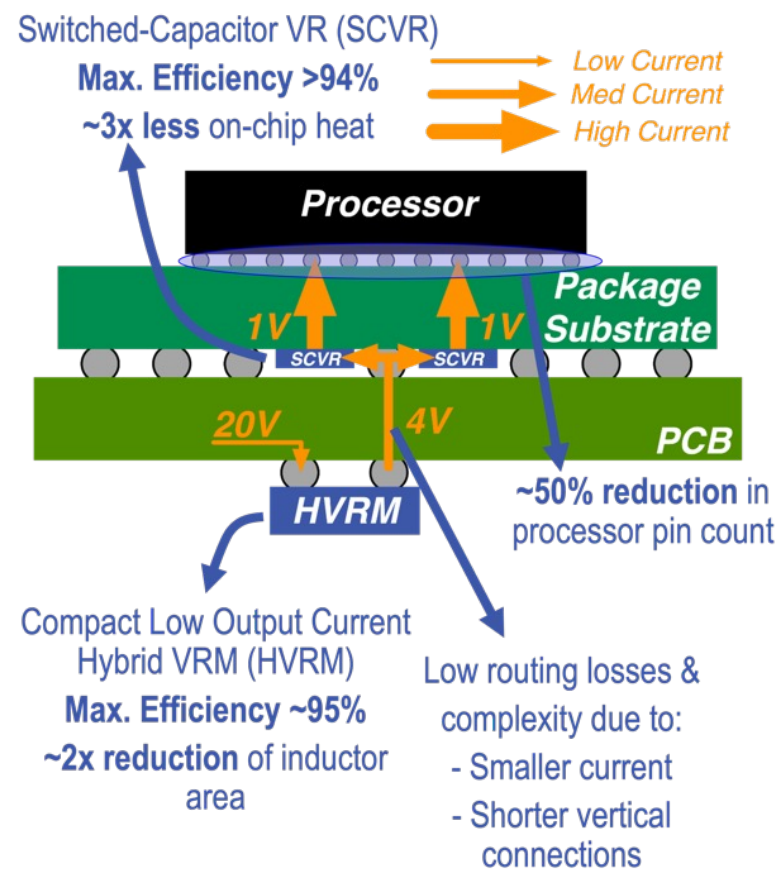 Switched-Capacitor VR (SCVR)
Max. Efficiency >94%
~3x less on-chip heat
Low Current
Med Current
High Current
Processor
Package
Substrate
1V
1V
SCVR
SCVR
20V
4V
PCB
HVRM
~50% reduction in
processor pin count
Compact Low Output Current
Hybrid VRM (HVRM)
Max. Efficiency ~95%
~2x reduction of inductor
area
Low routing losses &
complexity due to:
- Smaller current
- Shorter vertical
connections